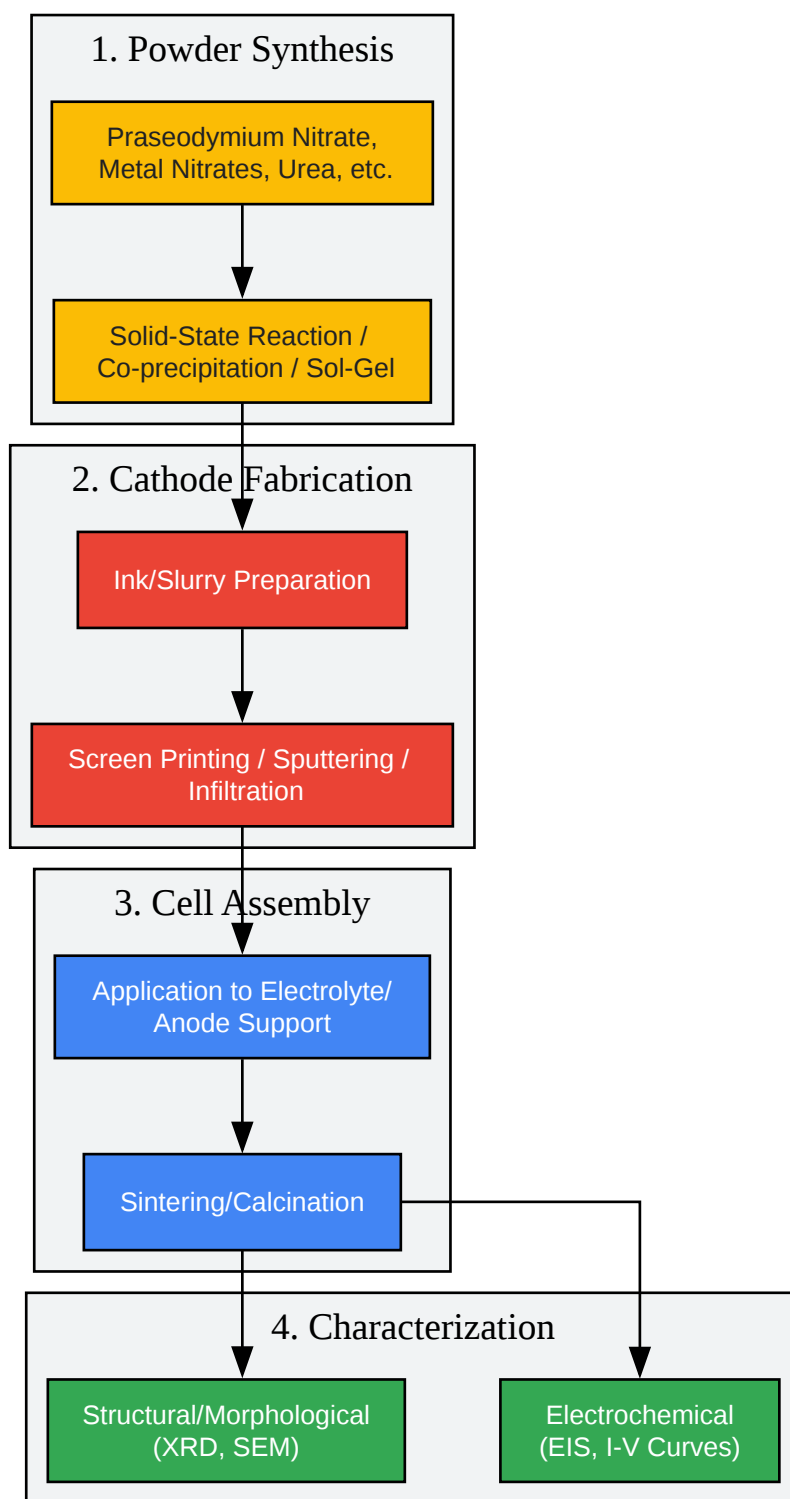 1. Powder Synthesis
Praseodymium Nitrate,
Metal Nitrates, Urea, etc.
Solid-State Reaction /
Co-precipitation / Sol-Gel
2. Cathode Fabrication
Ink/Slurry Preparation
Screen Printing / Sputtering /
Infiltration
3. Cell Assembly
Application to Electrolyte/
Anode Support
Sintering/Calcination
4. Characterization
Structural/Morphological
(XRD, SEM)
Electrochemical
(EIS, I-V Curves)